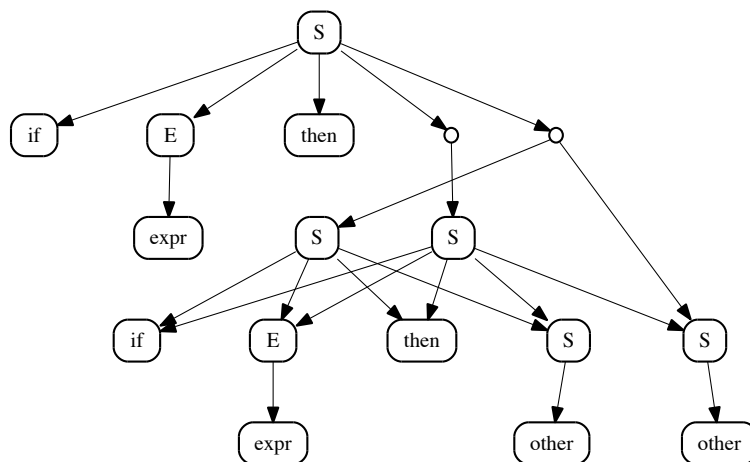 S
if E then
expr S S
if E then S S
expr other other